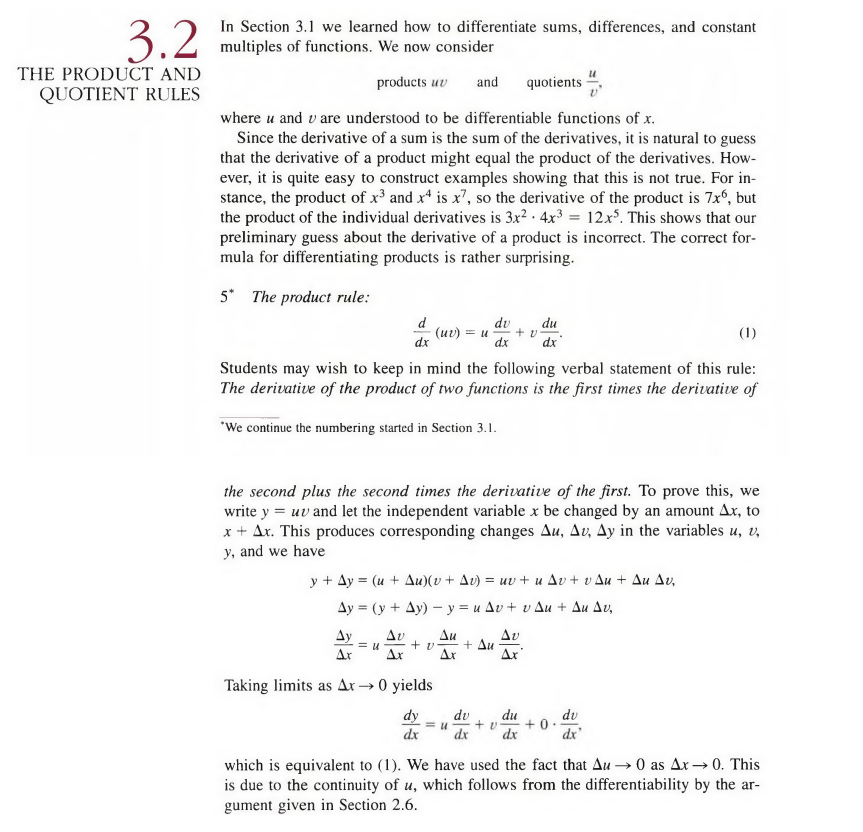 3.2
THE PRODUCT AND
QUOTIENT RULES
In Section 3.1 we learned how to differentiate sums, differences, and constant
multiples of functions. We now consider
products uv and quotients u/v,
where u and v are understood to be differentiable functions of x.
Since the derivative of a sum is the sum of the derivatives, it is natural to guess
that the derivative of a product might equal the product of the derivatives. How-
ever, it is quite easy to construct examples showing that this is not true. For in-
stance, the product of x³ and x⁴ is x⁷, so the derivative of the product is 7x⁶, but
the product of the individual derivatives is 3x² · 4x³ = 12x⁵. This shows that our
preliminary guess about the derivative of a product is incorrect. The correct for-
mula for differentiating products is rather surprising.
5* The product rule:
d/dx (uv) = u dv/dx + v du/dx. (1)
Students may wish to keep in mind the following verbal statement of this rule:
The derivative of the product of two functions is the first times the derivative of
*We continue the numbering started in Section 3.1.
the second plus the second times the derivative of the first. To prove this, we
write y = uv and let the independent variable x be changed by an amount Δx, to
x + Δx. This produces corresponding changes Δu, Δv, Δy in the variables u, v,
y, and we have
y + Δy = (u + Δu)(v + Δv) = uv + u Δv + v Δu + Δu Δv,
Δy = (y + Δy) − y = u Δv + v Δu + Δu Δv,
Δy/Δx = u Δv/Δx + v Δu/Δx + Δu Δv/Δx.
Taking limits as Δx → 0 yields
dy/dx = u dv/dx + v du/dx + 0 · dv/dx,
which is equivalent to (1). We have used the fact that Δu → 0 as Δx → 0. This
is due to the continuity of u, which follows from the differentiability by the ar-
gument given in Section 2.6.